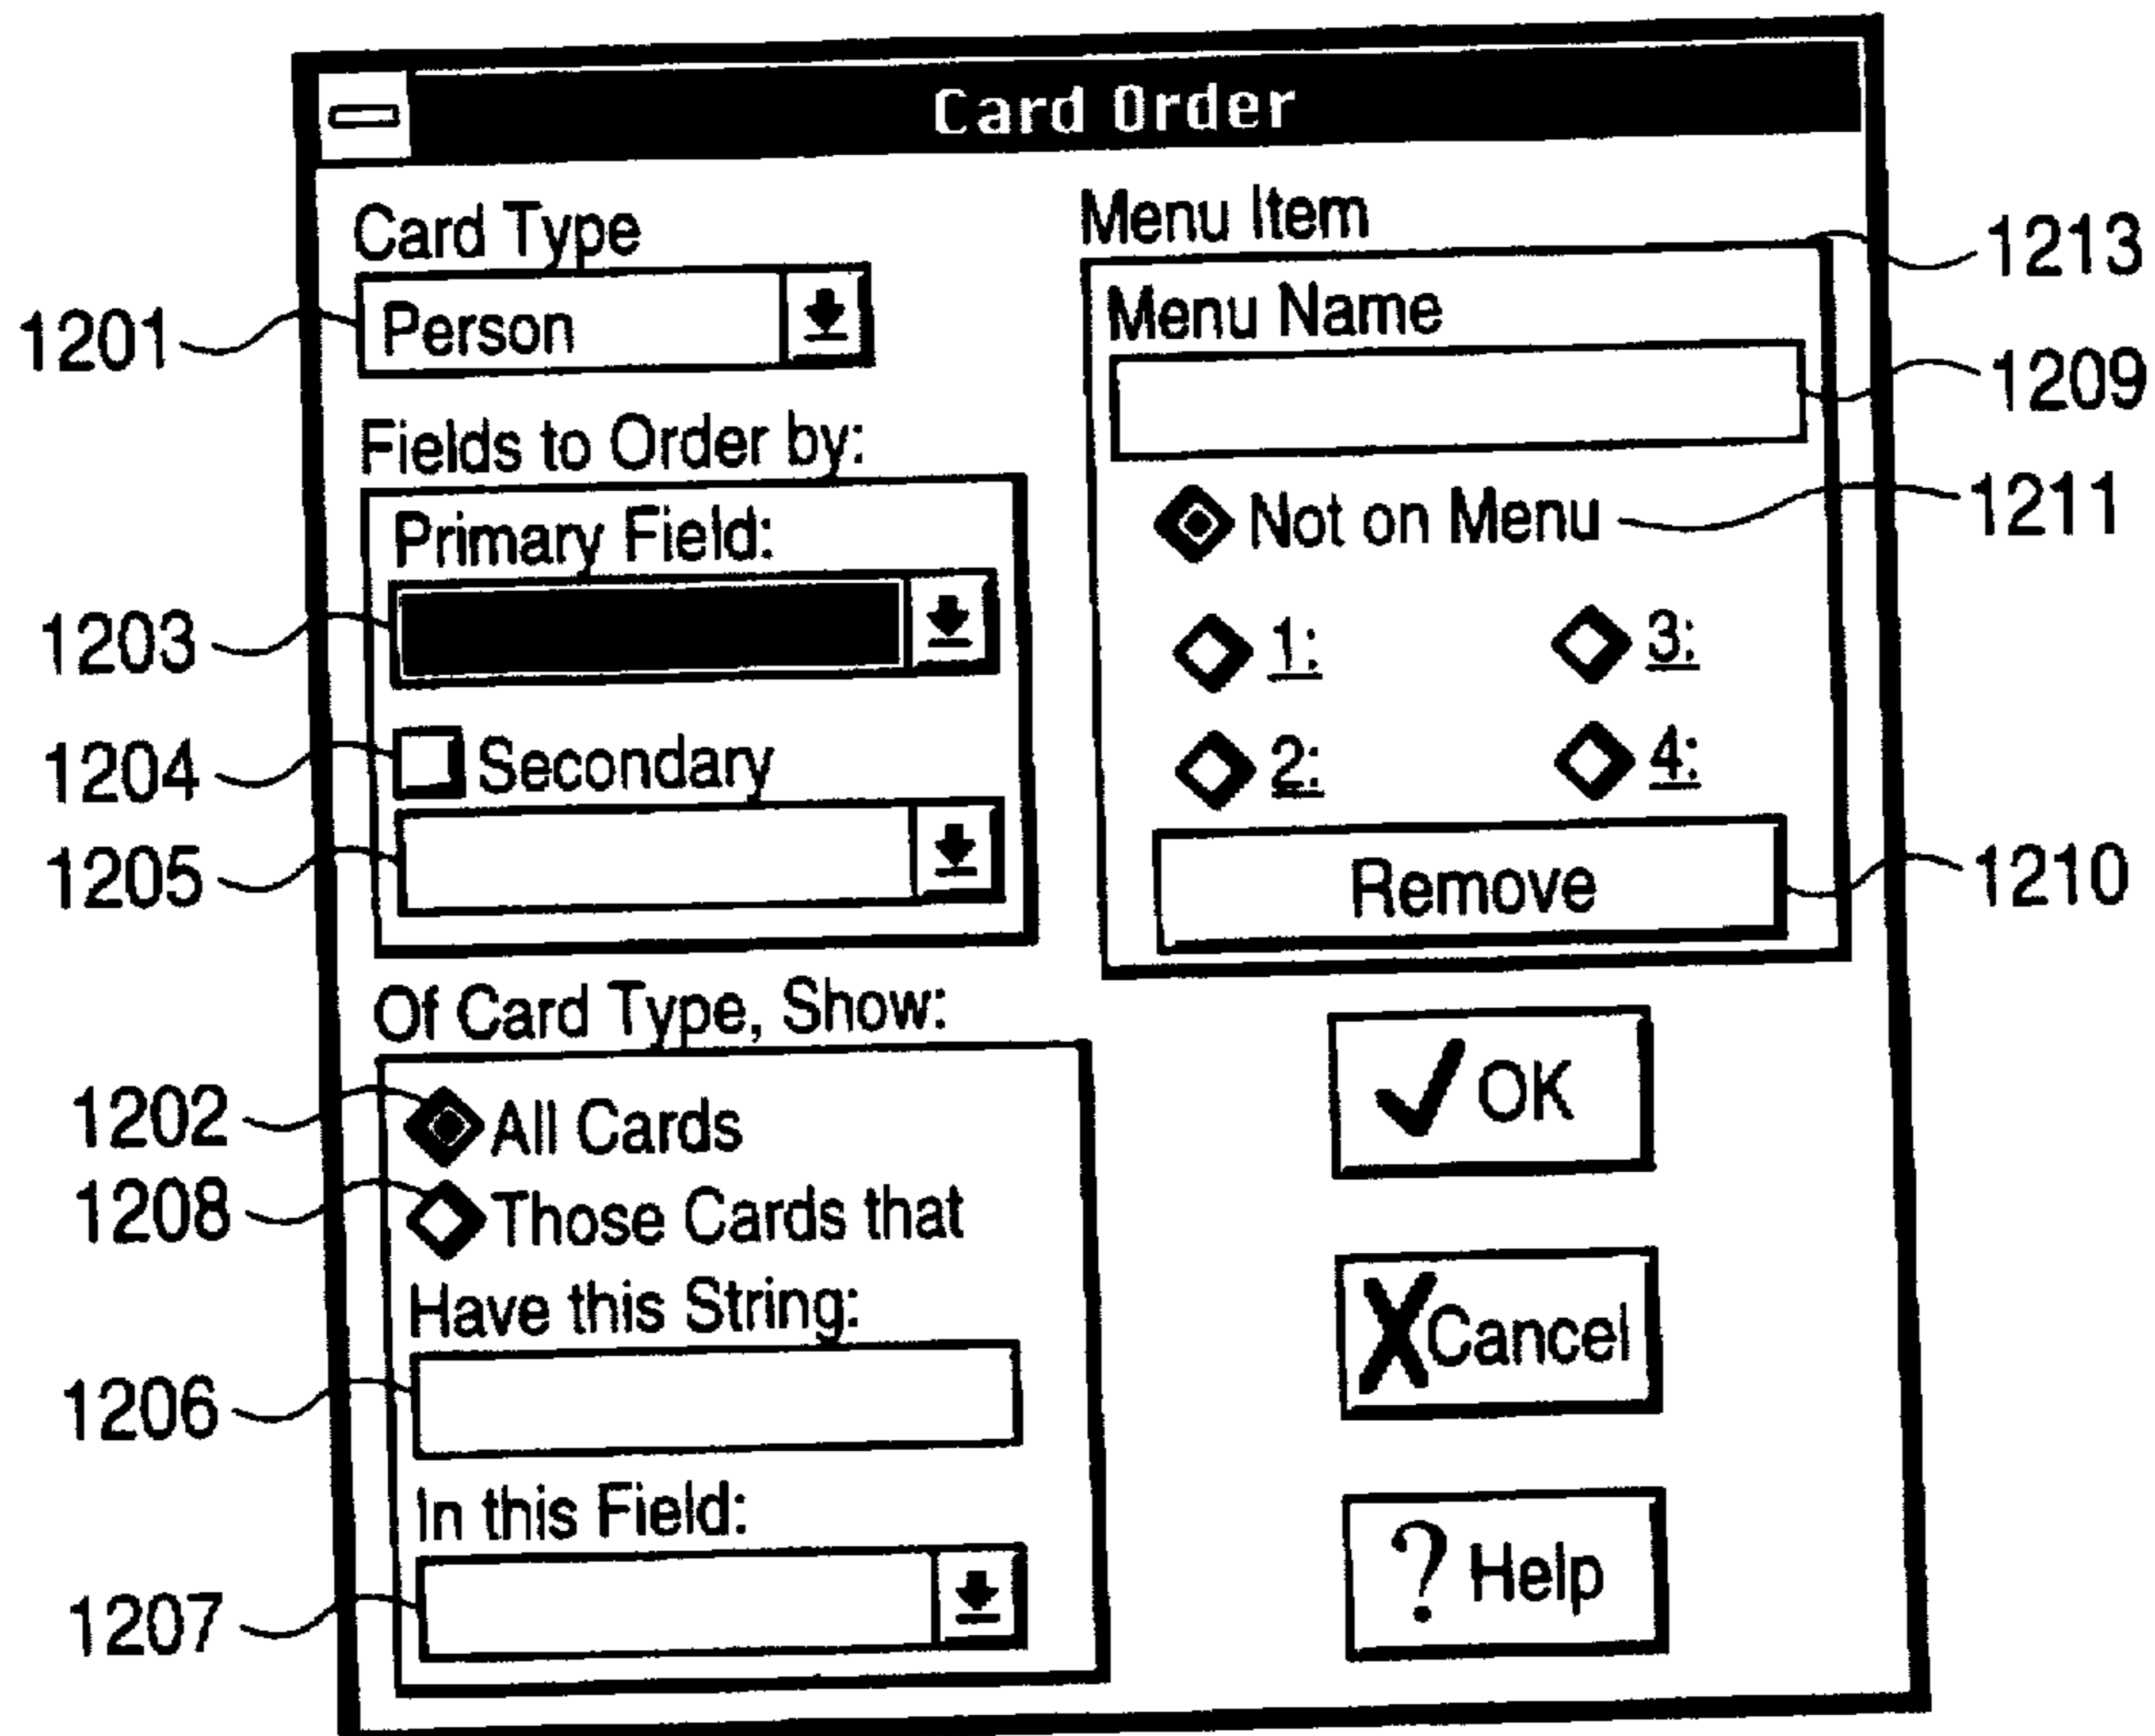 Card Order
Card Type
1201
Person
Fields to Order by:
Primary Field:
1203
1204
Secondary
1205
Of Card Type, Show:
1202
All Cards
1208
Those Cards that
Have this String:
1206
In this Field:
1207
Menu Item
1213
Menu Name
1209
Not on Menu
1211
1:
3:
2:
4:
Remove
1210
OK
Cancel
? Help